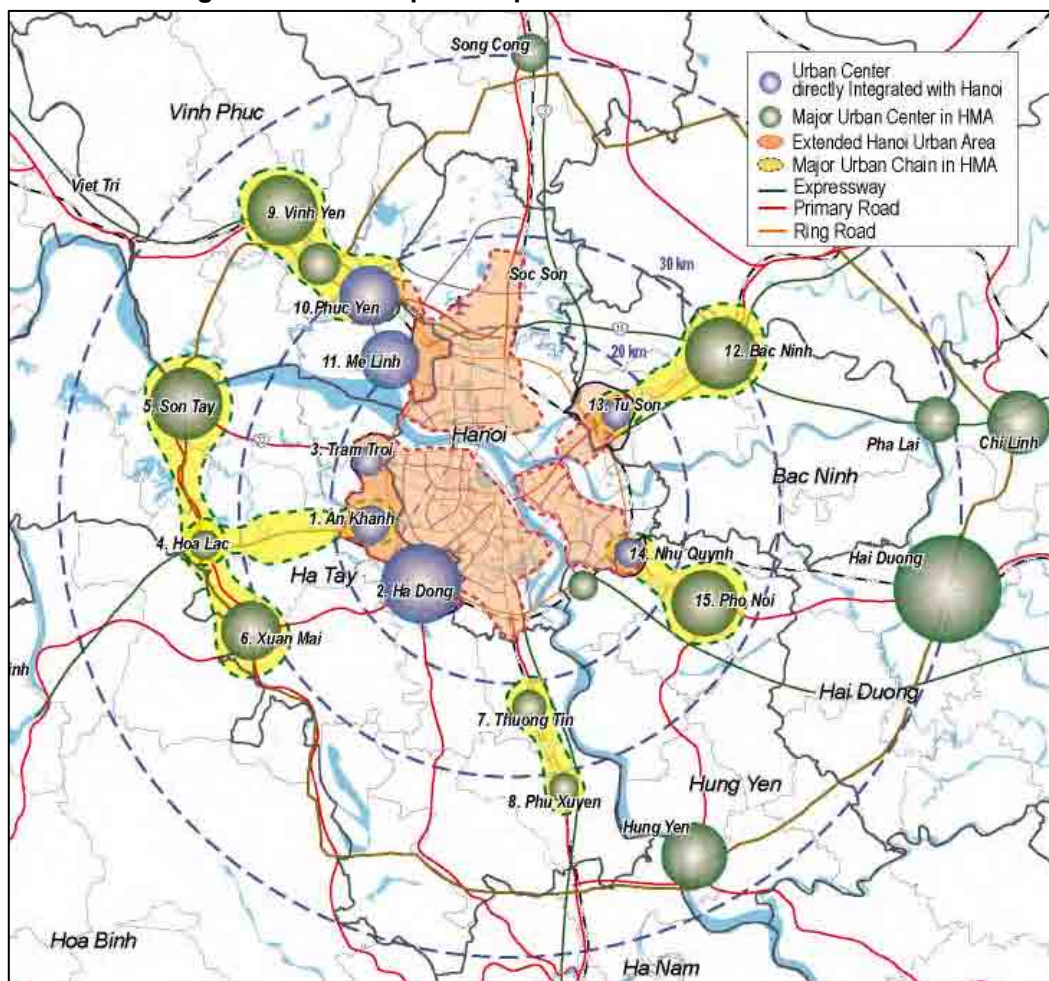 Song Cong
Urban Center
directly Integrated with Hanoi
Major Urban Center in HMA
Extended Hanoi Urban Area
Major Urban Chain in HMA
Expressway
Primary Road
Ring Road
Vinh Phuc
Viet Tri
9. Vinh Yen
30 km
Soc Son
10. Phuc Yen
18
20 km
12. Bac Ninh
11. Me Linh
5. Son Tay
13. Tu Son
Hanoi
Pha Lai
Chi Linh
3. Tram Troi
Bac Ninh
1. An Khanh
4. Hoa Lac
14. Nhu Quynh
Hai Duong
Ha Tay
2. Ha Dong
15. Pho Noi
6. Xuan Mai
Hai Duong
7. Thuong Tin
Hung Yen
8. Phu Xuyen
Hung Yen
Hoa Binh
Ha Nam